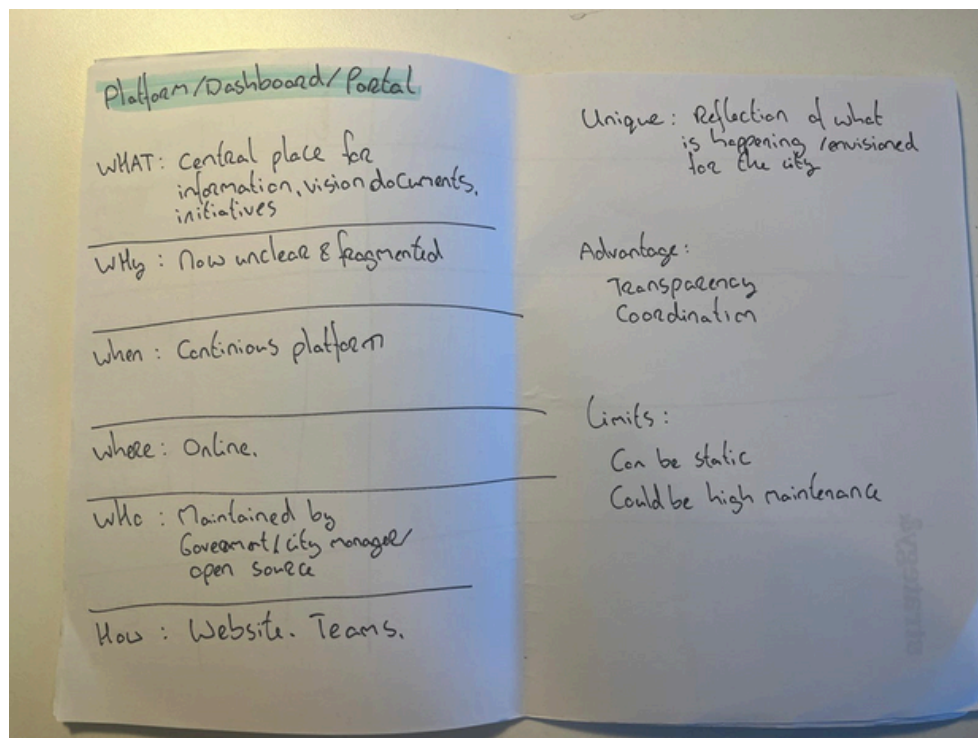 Platform/Dashboard/Portal
WHAT: Central place for
information, vision documents,
initiatives
WHy: Now unclear & fragmented
when: Continious platform
where: Online.
WHo: Maintained by
Goverment/city manager/
open source
How: Website. Teams.
Unique: Reflection of what
is happening/envisioned
for the city
Advantage:
Transparency
Coordination
Limits:
Can be static
Could be high maintenance